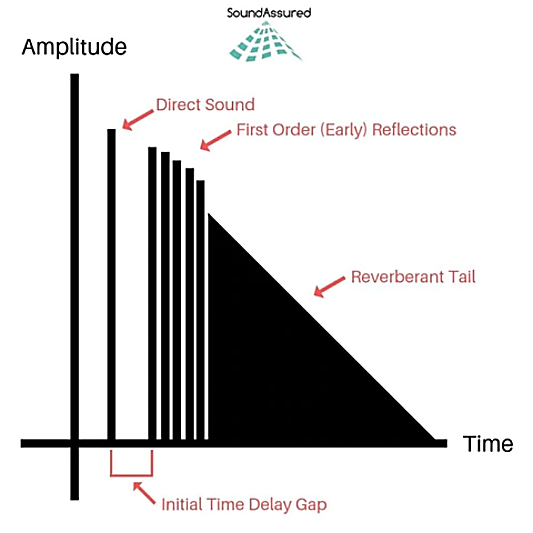 SoundAssured
Amplitude
Direct Sound
First Order (Early) Reflections
Reverberant Tail
Time
Initial Time Delay Gap